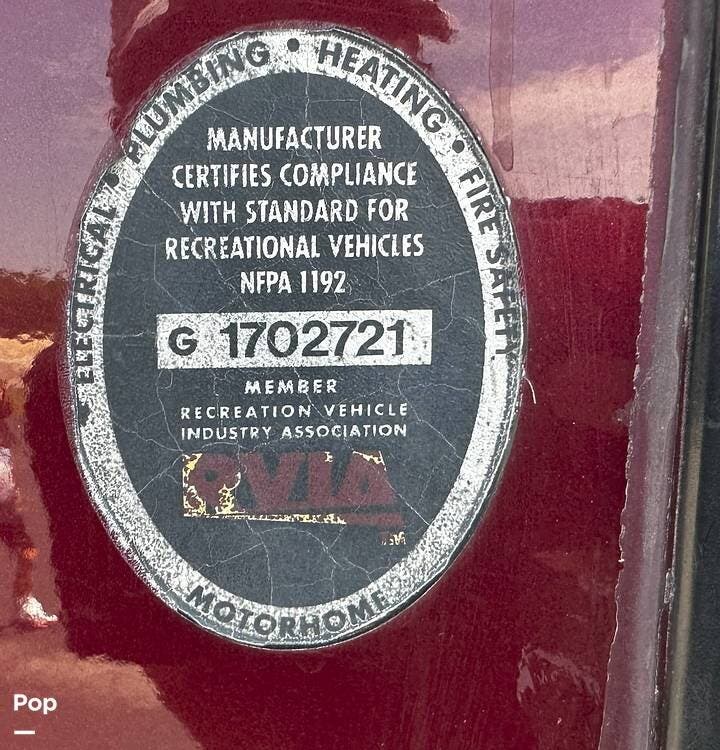 ELECTRICAL • PLUMBING • HEATING • FIRE SAFETY
MANUFACTURER
CERTIFIES COMPLIANCE
WITH STANDARD FOR
RECREATIONAL VEHICLES
NFPA 1192
G 1702721
MEMBER
RECREATION VEHICLE
INDUSTRY ASSOCIATION
RVIA
MOTORHOME
Pop